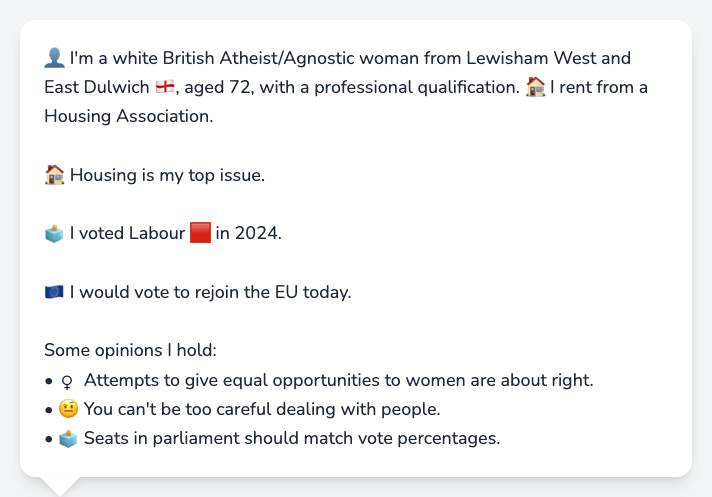 👤 I'm a white British Atheist/Agnostic woman from Lewisham West and
East Dulwich 🏴󠁧󠁢󠁥󠁮󠁧󠁿, aged 72, with a professional qualification. 🏠 I rent from a
Housing Association.
🏠 Housing is my top issue.
🗳️ I voted Labour 🟥 in 2024.
🇪🇺 I would vote to rejoin the EU today.
Some opinions I hold:
• ♀ Attempts to give equal opportunities to women are about right.
• 🤨 You can't be too careful dealing with people.
• 🗳️ Seats in parliament should match vote percentages.